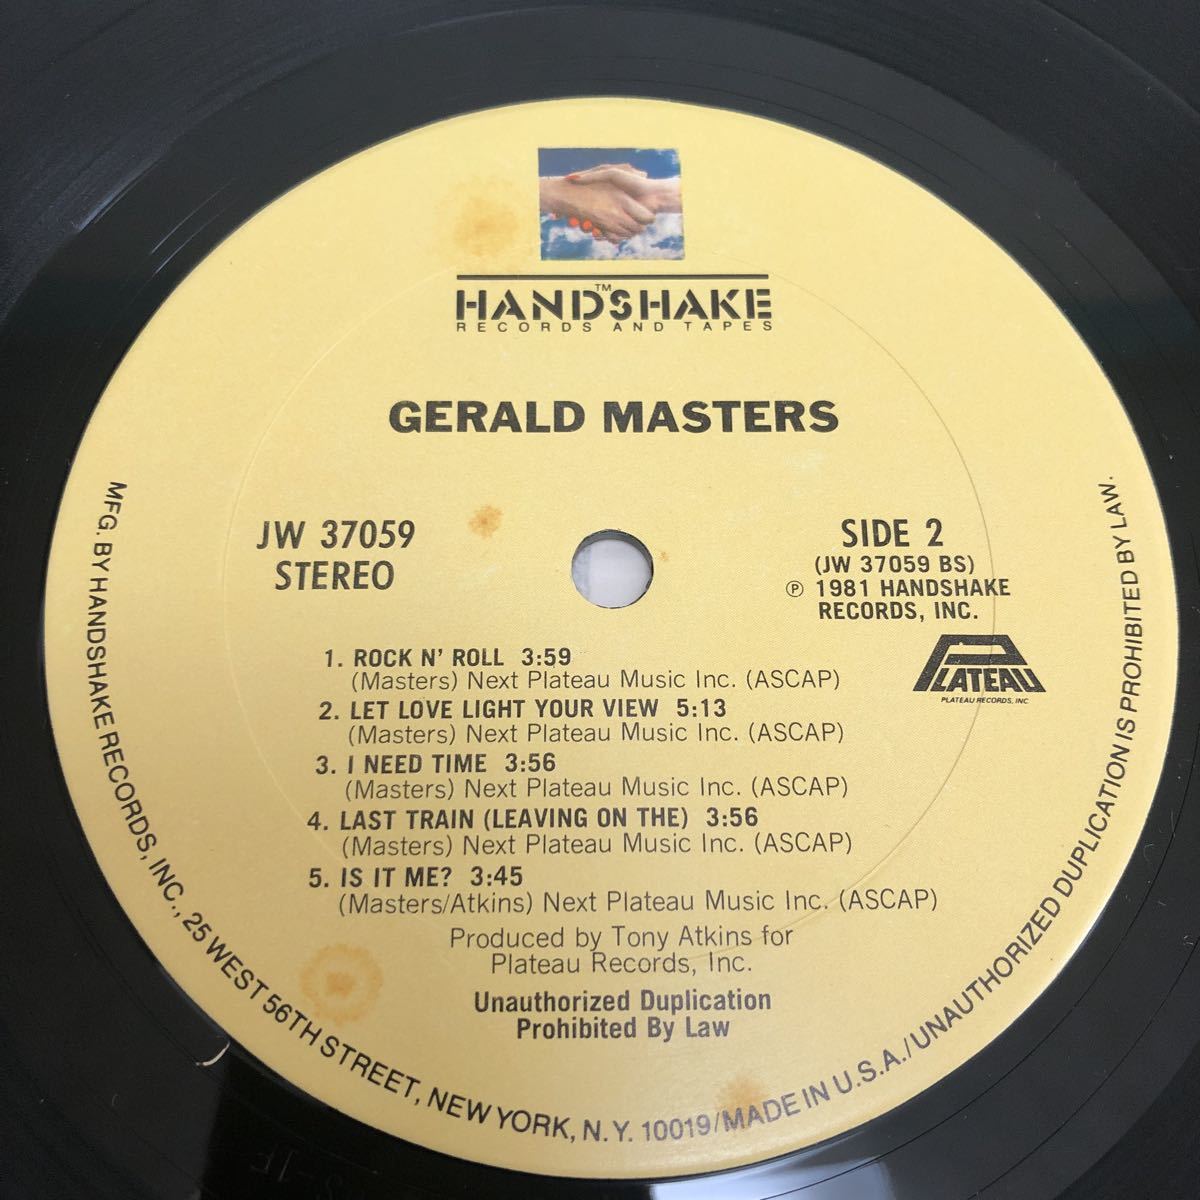 HANDSHAKE™
RECORDS AND TAPES
GERALD MASTERS
JW 37059
STEREO
SIDE 2
(JW 37059 BS)
℗ 1981 HANDSHAKE
RECORDS, INC.
PLATEAU
PLATEAU RECORDS, INC
1. ROCK N' ROLL 3:59
(Masters) Next Plateau Music Inc. (ASCAP)
2. LET LOVE LIGHT YOUR VIEW 5:13
(Masters) Next Plateau Music Inc. (ASCAP)
3. I NEED TIME 3:56
(Masters) Next Plateau Music Inc. (ASCAP)
4. LAST TRAIN (LEAVING ON THE) 3:56
(Masters) Next Plateau Music Inc. (ASCAP)
5. IS IT ME? 3:45
(Masters/Atkins) Next Plateau Music Inc. (ASCAP)
Produced by Tony Atkins for
Plateau Records, Inc.
Unauthorized Duplication
Prohibited By Law
MFG. BY HANDSHAKE RECORDS, INC., 25 WEST 56TH STREET, NEW YORK, N.Y. 10019/MADE IN U.S.A./UNAUTHORIZED DUPLICATION IS PROHIBITED BY LAW.